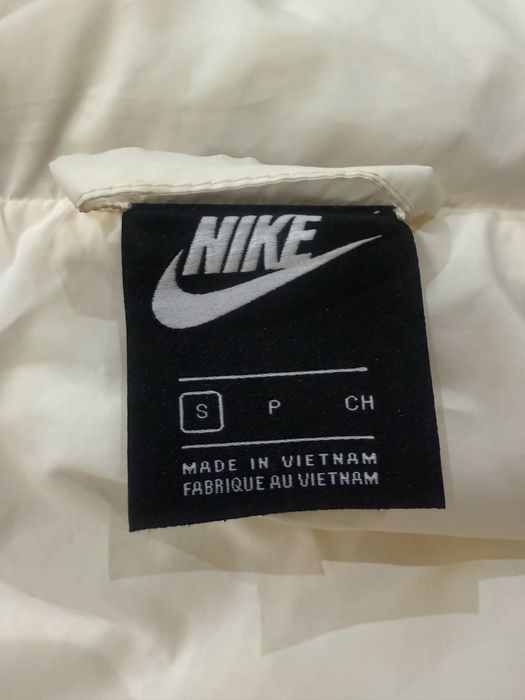 NIKE
S P CH
MADE IN VIETNAM
FABRIQUE AU VIETNAM